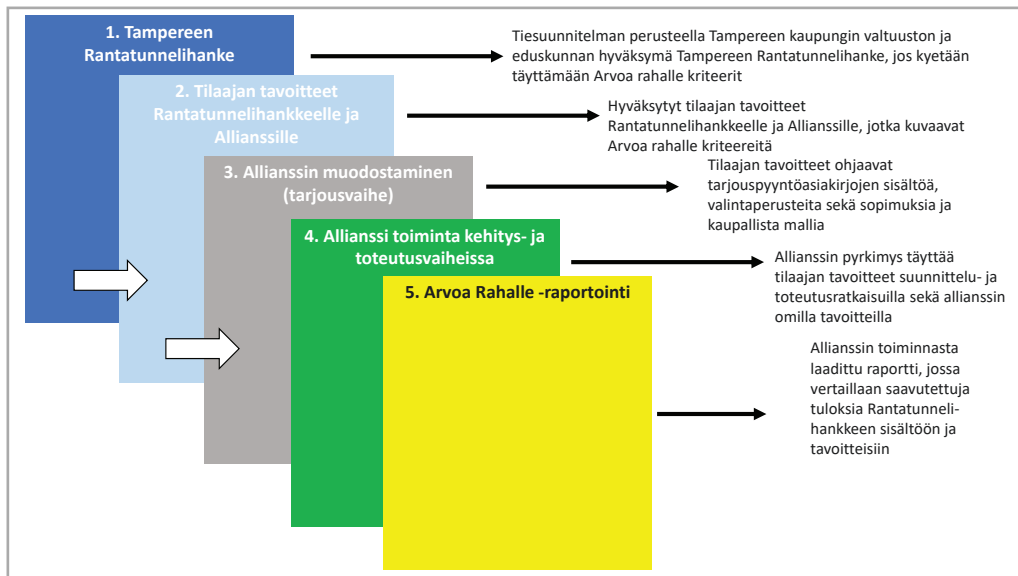 1. Tampereen
Rantatunnelihanke
Tiesuunnitelman perusteella Tampereen kaupungin valtuuston ja
eduskunnan hyväksymä Tampereen Rantatunnelihanke, jos kyetään
täyttämään Arvoa rahalle kriteerit
2. Tilaajan tavoitteet
Rantatunnelihankkeelle ja
Allianssille
Hyväksytyt tilaajan tavoitteet
Rantatunnelihankkeelle ja Allianssille, jotka kuvaavat
Arvoa rahalle kriteereitä
3. Allianssin muodostaminen
(tarjousvaihe)
Tilaajan tavoitteet ohjaavat
tarjouspyyntöasiakirjojen sisältöä,
valintaperusteita sekä sopimuksia ja
kaupallista mallia
4. Allianssi toiminta kehitys- ja
toteutusvaiheissa
Allianssin pyrkimys täyttää
tilaajan tavoitteet suunnittelu- ja
toteutusratkaisuilla sekä allianssin
omilla tavoitteilla
5. Arvoa Rahalle -raportointi
Allianssin toiminnasta
laadittu raportti, jossa
vertaillaan saavutettuja
tuloksia Rantatunneli-
hankkeen sisältöön ja
tavoitteisiin